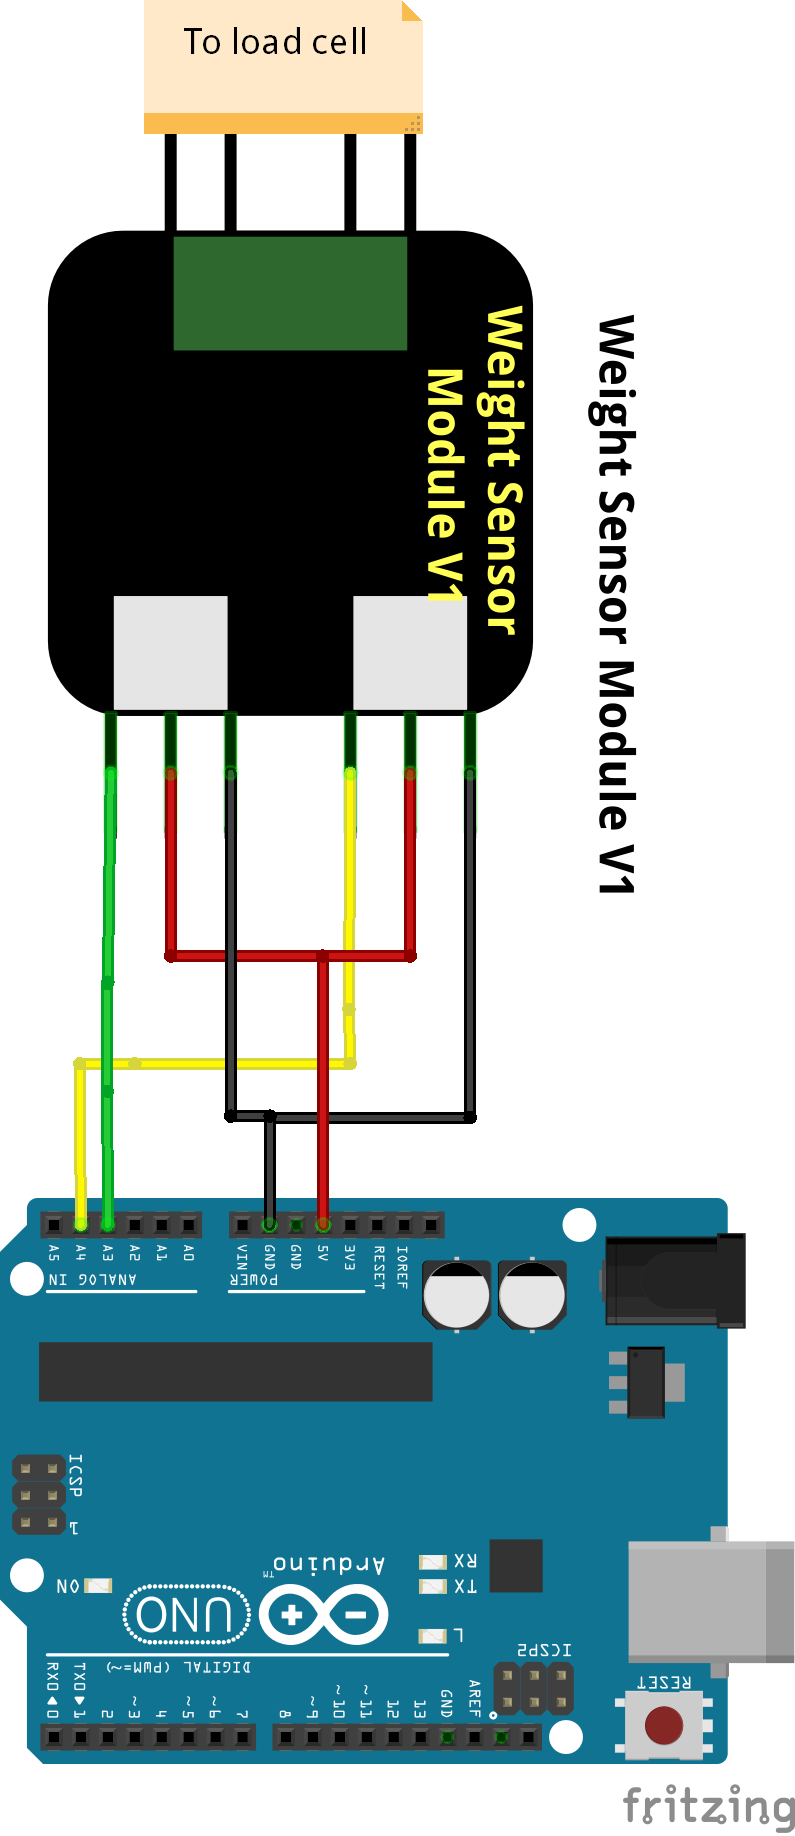 To load cell
Weight Sensor
Module V1
Weight Sensor Module V1
A5
A4
A3
A2
A1
A0
VIN
GND
GND
5V
3V3
RESET
IOREF
ANALOG IN
POWER
ICSP
1
ON
UNO
Arduino
TM
RX
TX
L
ICSP2
DIGITAL (PWM=~)
RX0 0
TX0 1
2
~3
4
~5
~6
7
8
~9
~10
~11
12
13
GND
AREF
RESET
fritzing